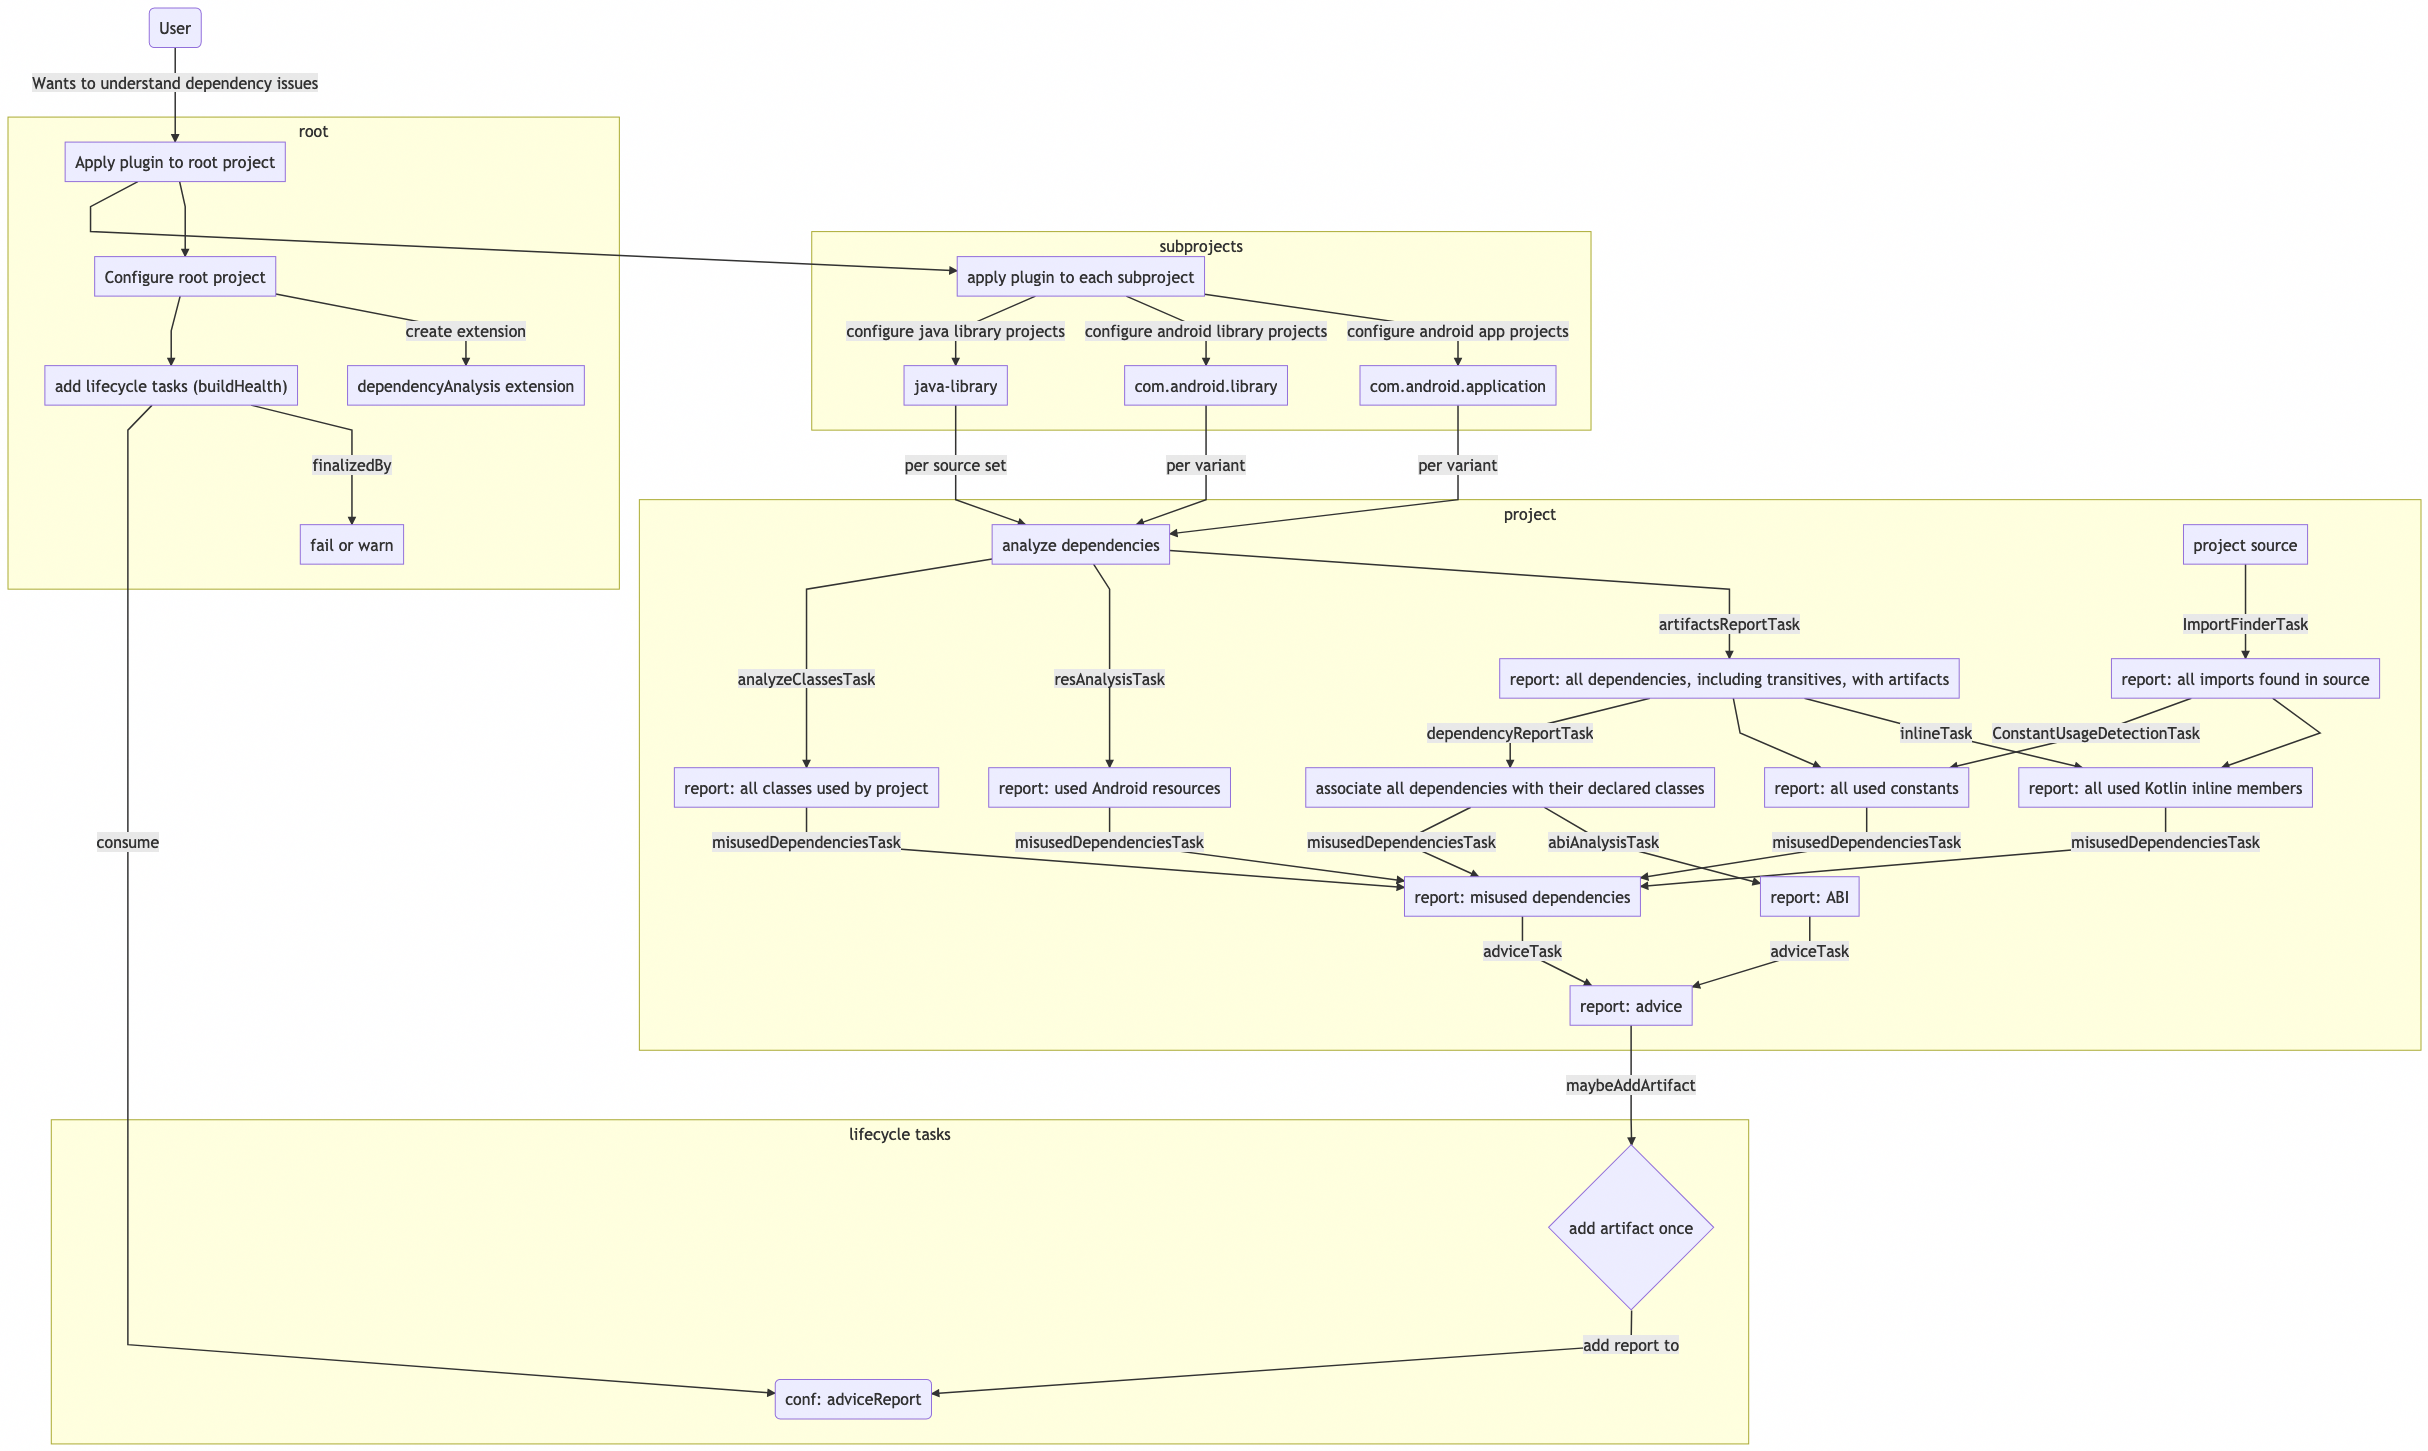 User
Wants to understand dependency issues
root
Apply plugin to root project
subprojects
Configure root project
apply plugin to each subproject
create extension
configure java library projects
configure android library projects
configure android app projects
add lifecycle tasks (buildHealth)
dependencyAnalysis extension
java-library
com.android.library
com.android.application
finalizedBy
per source set
per variant
per variant
project
fail or warn
analyze dependencies
project source
artifactsReportTask
ImportFinderTask
analyzeClassesTask
resAnalysisTask
report: all dependencies, including transitives, with artifacts
report: all imports found in source
dependencyReportTask
inlineTask
ConstantUsageDetectionTask
report: all classes used by project
report: used Android resources
associate all dependencies with their declared classes
report: all used constants
report: all used Kotlin inline members
consume
misusedDependenciesTask
misusedDependenciesTask
misusedDependenciesTask
abiAnalysisTask
misusedDependenciesTask
misusedDependenciesTask
report: misused dependencies
report: ABI
adviceTask
adviceTask
report: advice
maybeAddArtifact
lifecycle tasks
add artifact once
add report to
conf: adviceReport